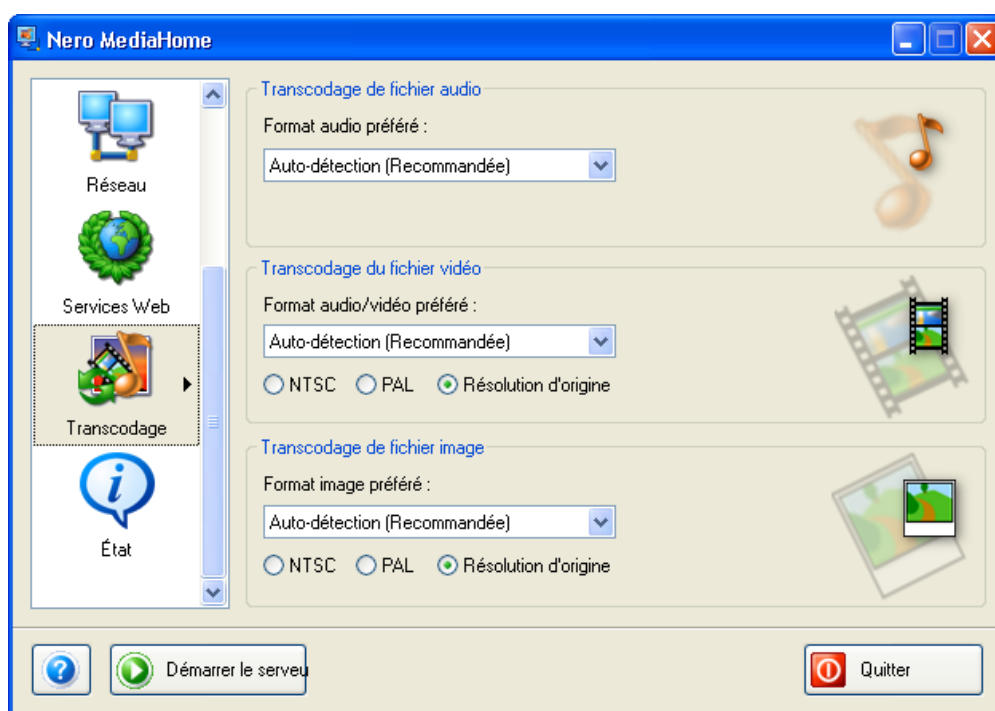 Nero MediaHome
Réseau
Services Web
Transcodage
État
Transcodage de fichier audio
Format audio préféré :
Auto-détection (Recommandée)
Transcodage du fichier vidéo
Format audio/vidéo préféré :
Auto-détection (Recommandée)
NTSC PAL Résolution d'origine
Transcodage de fichier image
Format image préféré :
Auto-détection (Recommandée)
NTSC PAL Résolution d'origine
Démarrer le serveu
Quitter